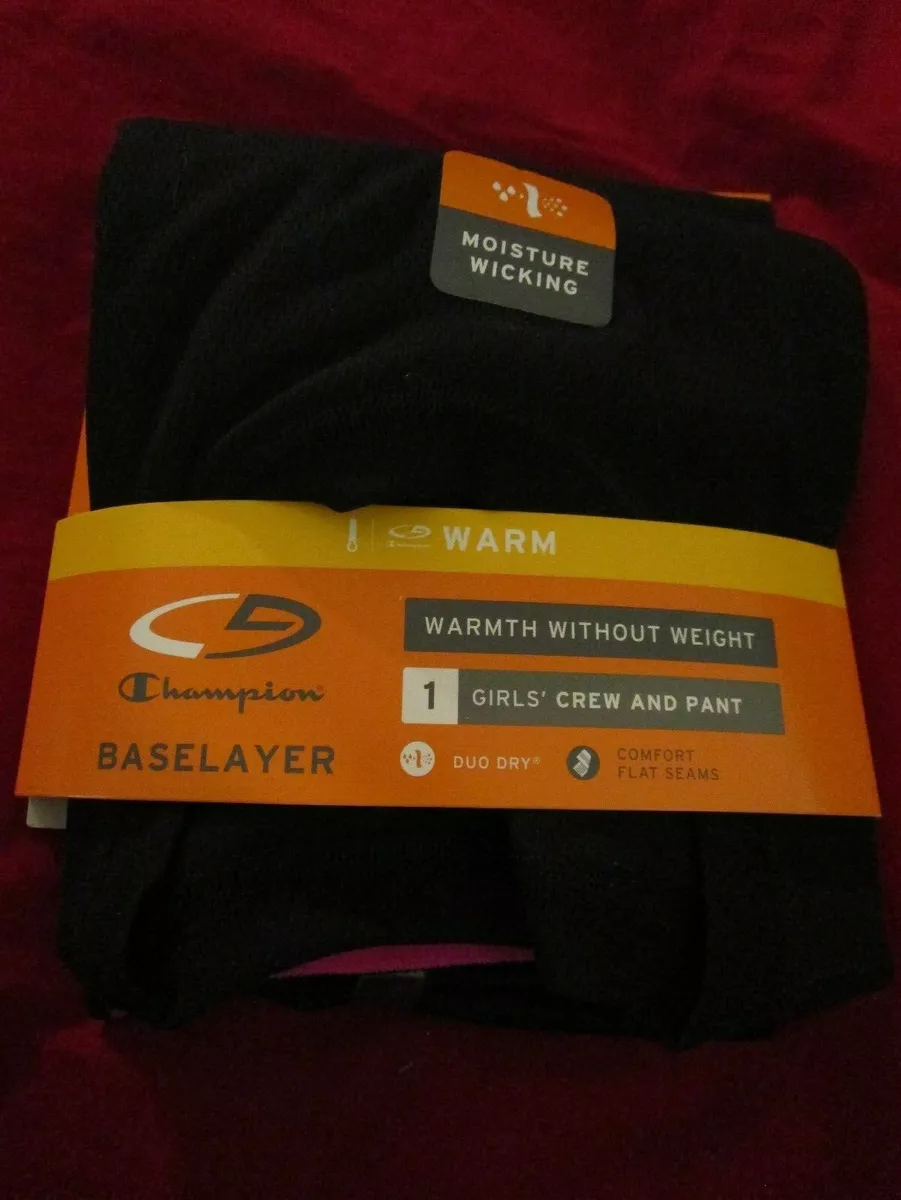 MOISTURE
WICKING
WARM
WARMTH WITHOUT WEIGHT
1 GIRLS' CREW AND PANT
Champion
BASELAYER
DUO DRY®
COMFORT
FLAT SEAMS